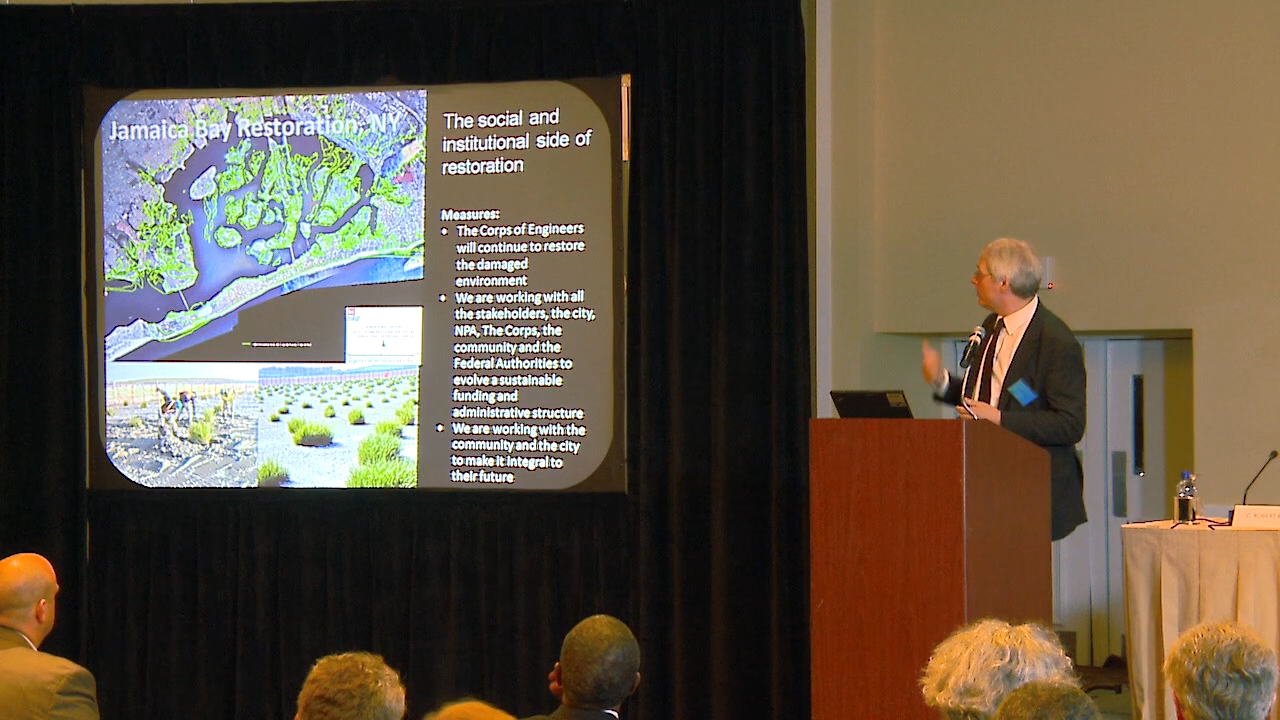 Jamaica Bay Restoration, NY
The social and
institutional side of
restoration
Measures:
• The Corps of Engineers
will continue to restore
the damaged
environment
• We are working with all
the stakeholders, the city,
NPA, The Corps, the
community and the
Federal Authorities to
evolve a sustainable
funding and
administrative structure
• We are working with the
community and the city
to make it integral to
their future